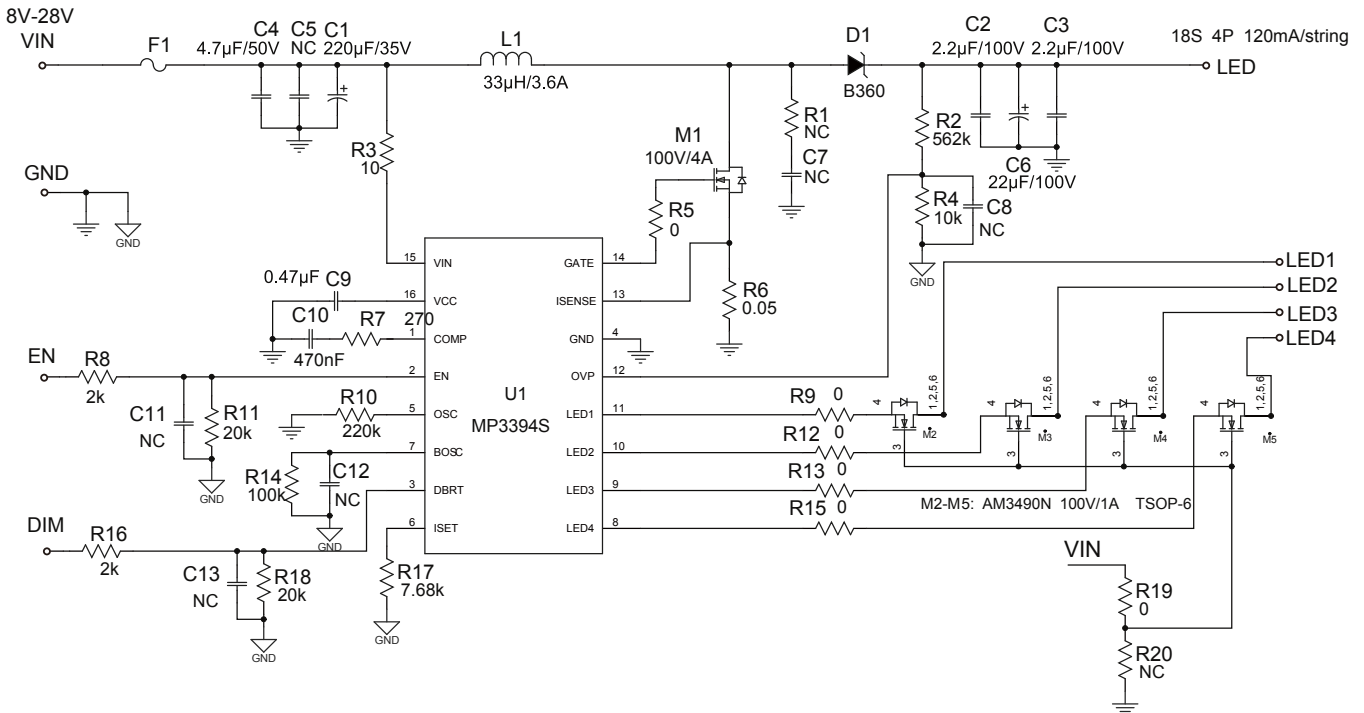 8V-28V
VIN
F1
C4
4.7µF/50V
C5
NC
C1
220µF/35V
+
L1
33µH/3.6A
D1
B360
C2
2.2µF/100V
C3
2.2µF/100V
18S 4P 120mA/string
LED
R1
NC
C7
NC
R2
562k
+
C6
22µF/100V
R3
10
M1
100V/4A
R4
10k
C8
NC
GND
GND
R5
0
GND
R6
0.05
0.47µF
C9
C10
470nF
R7
270
EN
R8
2k
C11
NC
R11
20k
GND
R10
220k
R14
100k
C12
NC
GND
DIM
R16
2k
C13
NC
R18
20k
GND
R17
7.68k
GND
15
VIN
16
VCC
1
COMP
2
EN
5
OSC
7
BOSC
3
DBRT
6
ISET
U1
MP3394S
GATE
14
ISENSE
13
GND
4
OVP
12
LED1
11
LED2
10
LED3
9
LED4
8
R9
0
R12
0
R13
0
R15
0
4
1,2,5,6
3
M2
4
1,2,5,6
3
M3
4
1,2,5,6
3
M4
4
1,2,5,6
3
M5
LED1
LED2
LED3
LED4
M2-M5: AM3490N 100V/1A TSOP-6
VIN
R19
0
R20
NC